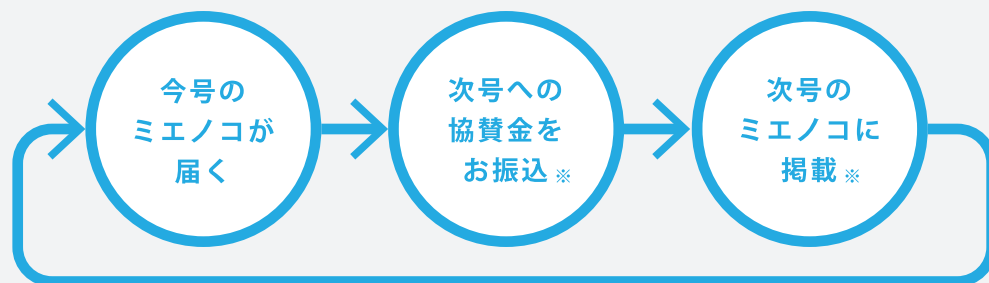 今号の
ミエノコが
届く
次号への
協賛金を
お振込※
次号の
ミエノコに
掲載※